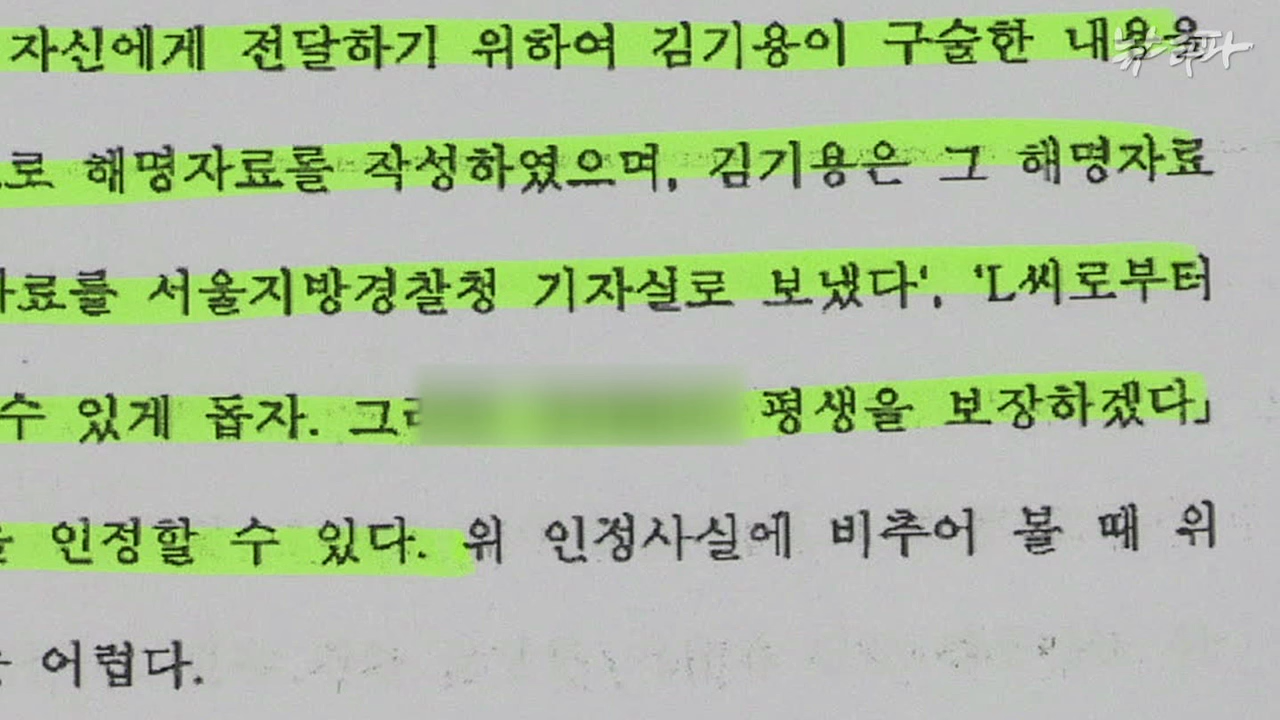 뉴스타파
자신에게 전달하기 위하여 김기용이 구술한 내용을
로 해명자료를 작성하였으며, 김기용은 그 해명자료
료를 서울지방경찰청 기자실로 보냈다', 'L씨로부터
수 있게 돕자. 그 평생을 보장하겠다」
인정할 수 있다. 위 인정사실에 비추어 볼 때 위
어렵다.